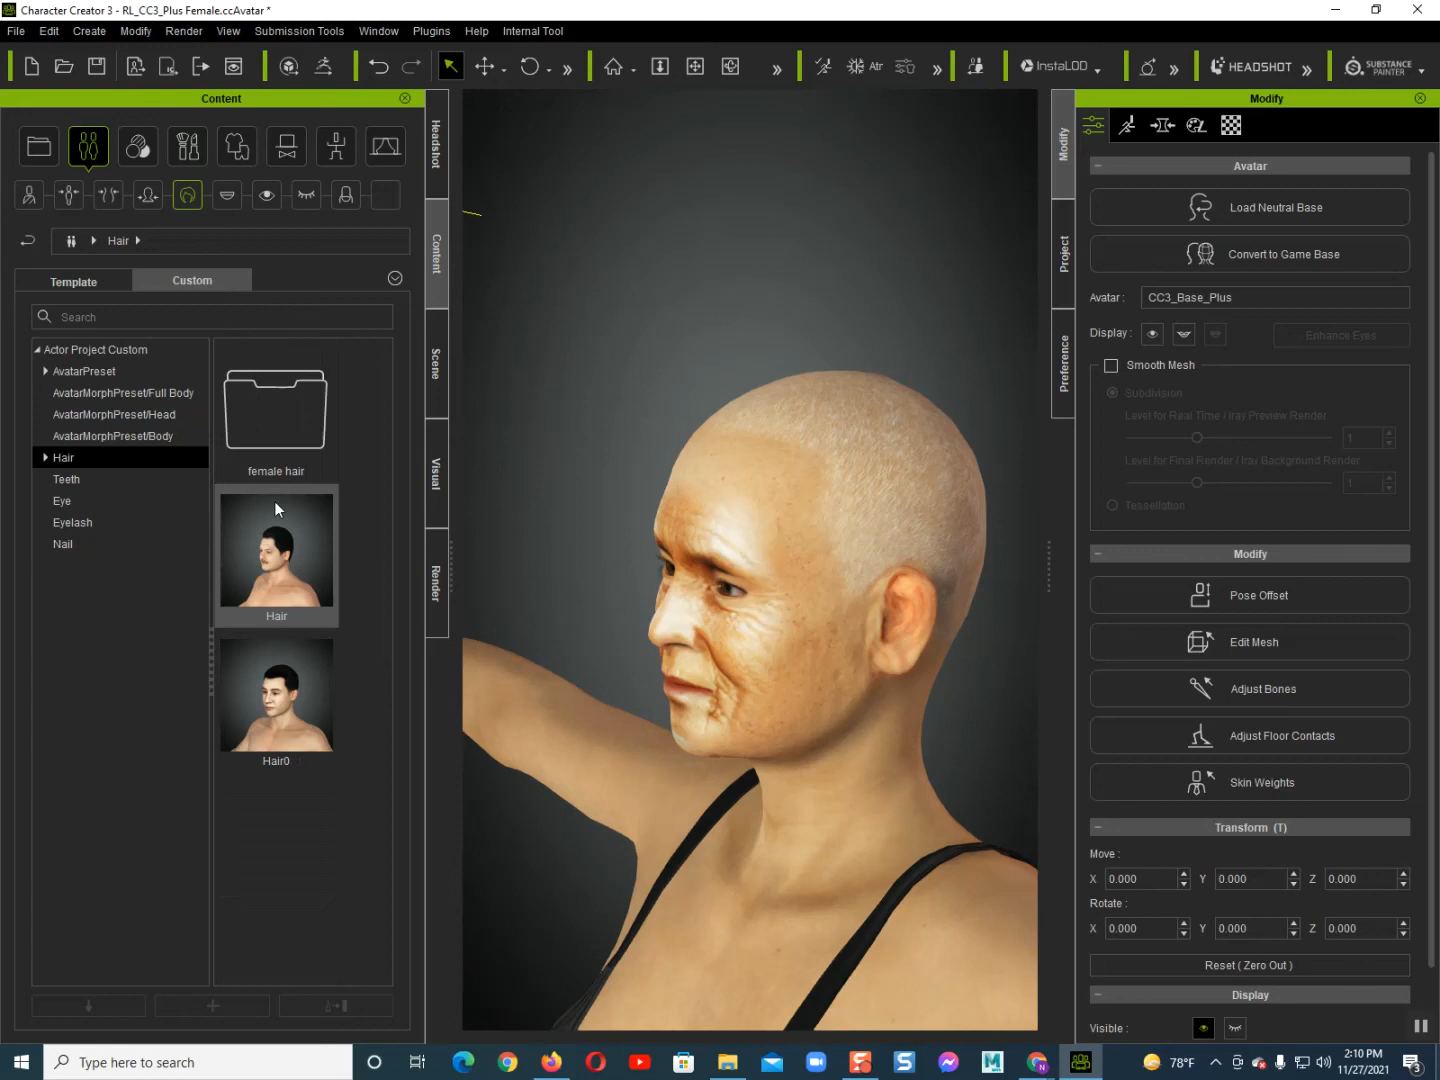 Character Creator 3 - RL_CC3_Plus Female.ccAvatar *
File Edit Create Modify Render View Submission Tools Window Plugins Help Internal Tool
Atr InstaLOD HEADSHOT SUBSTANCE PAINTER
Content
Hair
Template Custom
Search
Actor Project Custom
AvatarPreset
AvatarMorphPreset/Full Body
AvatarMorphPreset/Head
AvatarMorphPreset/Body
Hair
Teeth
Eye
Eyelash
Nail
female hair
Hair
Hair0
Headshot
Content
Scene
Visual
Render
Modify
Project
Preference
Modify
Avatar
Load Neutral Base
Convert to Game Base
Avatar : CC3_Base_Plus
Display : Enhance Eyes
Smooth Mesh
Subdivision
Level for Real Time / Iray Preview Render
1
Level for Final Render / Iray Background Render
1
Tessellation
Modify
Pose Offset
Edit Mesh
Adjust Bones
Adjust Floor Contacts
Skin Weights
Transform (T)
Move :
X 0.000 Y 0.000 Z 0.000
Rotate :
X 0.000 Y 0.000 Z 0.000
Reset ( Zero Out )
Display
Visible :
Type here to search
78°F
2:10 PM
11/27/2021
3